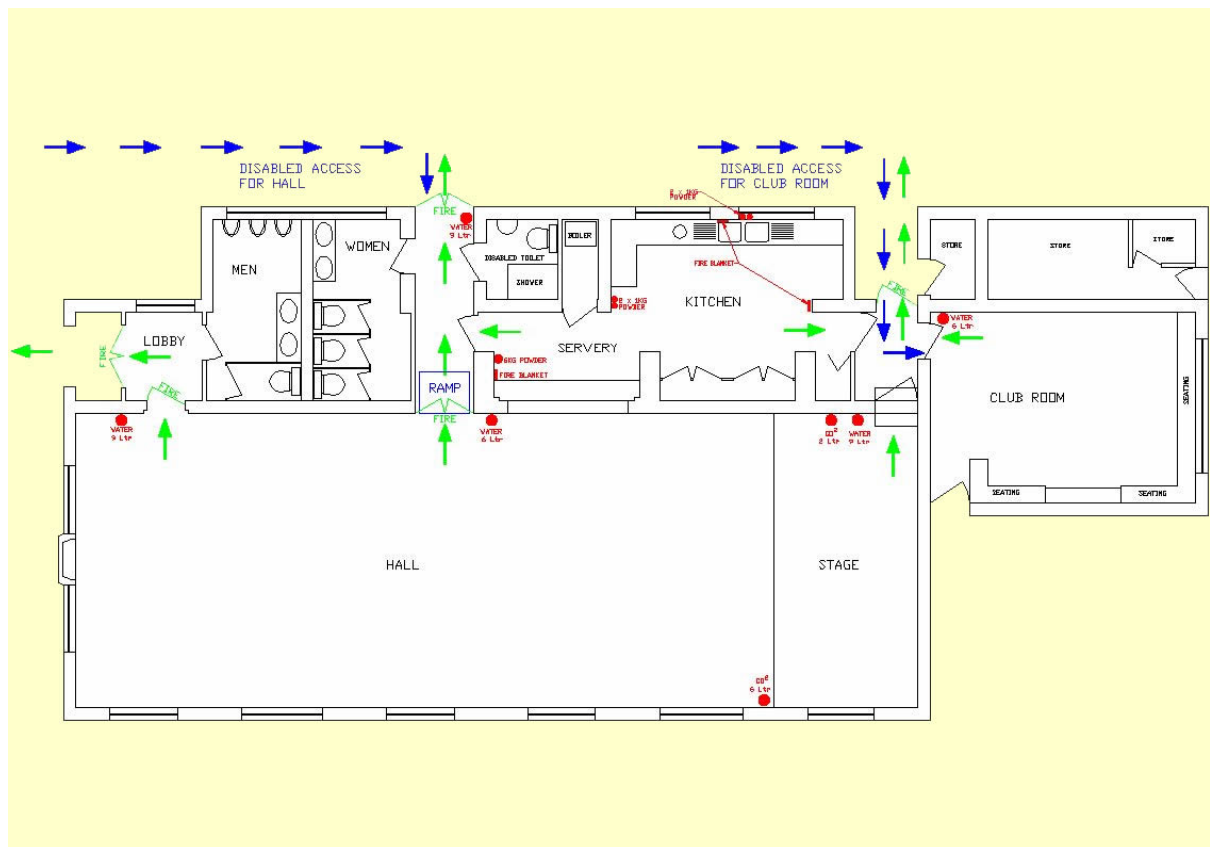 DISABLED ACCESS
FOR HALL
DISABLED ACCESS
FOR CLUB ROOM
2 x 1KG
POWDER
FIRE
WATER
9 Ltr
WOMEN
MEN
DISABLED TOILET
BOILER
SHOWER
FIRE BLANKET
STORE
STORE
STORE
KITCHEN
2 x 1KG
POWDER
FIRE
WATER
6 Ltr
LOBBY
FIRE
SERVERY
6KG POWDER
FIRE BLANKET
RAMP
FIRE
FIRE
CLUB ROOM
SEATING
WATER
9 Ltr
WATER
6 Ltr
CO²
2 Ltr
WATER
9 Ltr
SEATING
SEATING
HALL
STAGE
CO²
6 Ltr